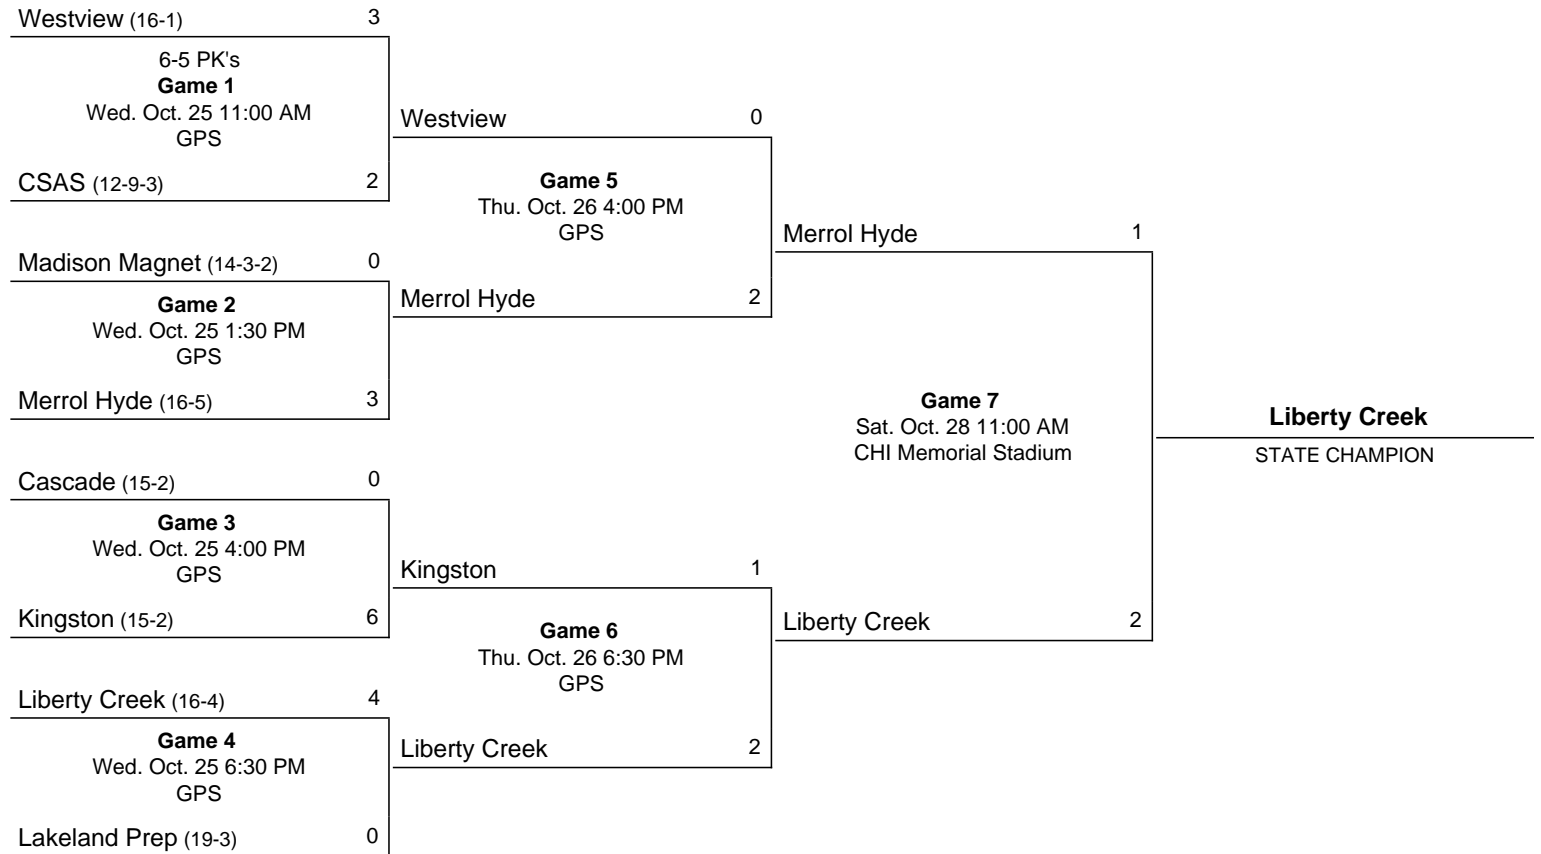 Westview (16-1) 3
6-5 PK's
Game 1
Wed. Oct. 25 11:00 AM
GPS
CSAS (12-9-3) 2
Madison Magnet (14-3-2) 0
Game 2
Wed. Oct. 25 1:30 PM
GPS
Merrol Hyde (16-5) 3
Cascade (15-2) 0
Game 3
Wed. Oct. 25 4:00 PM
GPS
Kingston (15-2) 6
Liberty Creek (16-4) 4
Game 4
Wed. Oct. 25 6:30 PM
GPS
Lakeland Prep (19-3) 0
Westview 0
Game 5
Thu. Oct. 26 4:00 PM
GPS
Merrol Hyde 2
Kingston 1
Game 6
Thu. Oct. 26 6:30 PM
GPS
Liberty Creek 2
Merrol Hyde 1
Game 7
Sat. Oct. 28 11:00 AM
CHI Memorial Stadium
Liberty Creek 2
Liberty Creek
STATE CHAMPION